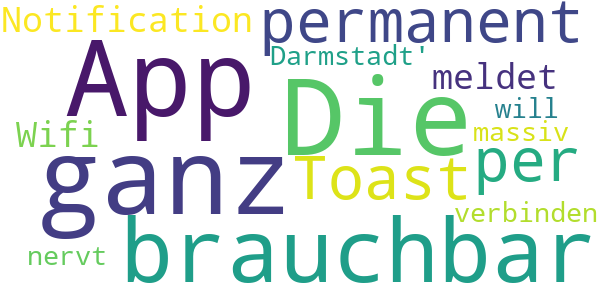 Notification permanent
App Die Darmstadt'
meldet
will
Wifi massiv
ganz Toast per
verbinden
nervt brauchbar